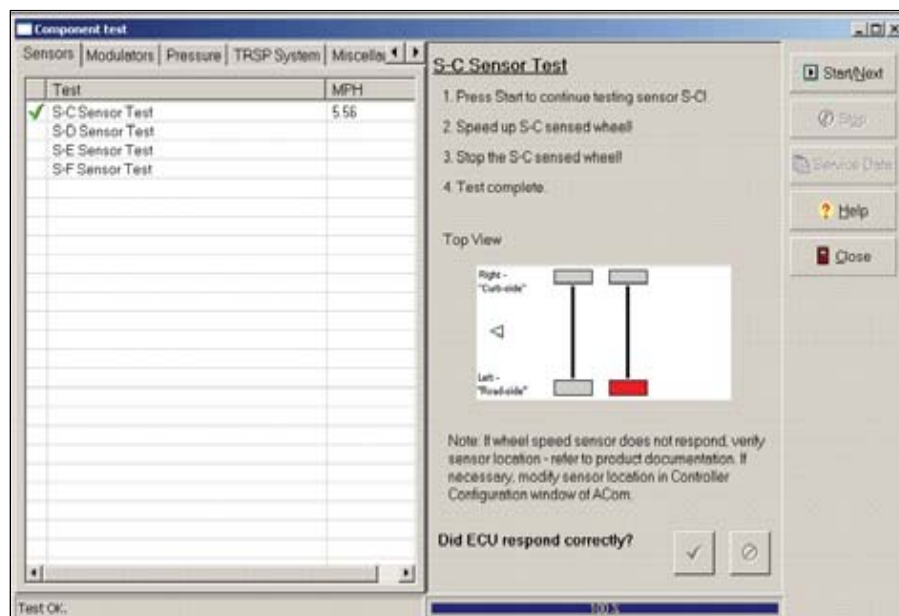 Component test
Sensors Modulators Pressure TRSP System Miscella
Test MPH
S-C Sensor Test 5.56
S-D Sensor Test
S-E Sensor Test
S-F Sensor Test
S-C Sensor Test
1. Press Start to continue testing sensor S-C!
2. Speed up S-C sensed wheel!
3. Stop the S-C sensed wheel!
4. Test complete.
Top View
Right -
"Curb-side"
Left -
"Road-side"
Note: If wheel speed sensor does not respond, verify
sensor location - refer to product documentation. If
necessary, modify sensor location in Controller
Configuration window of ACom.
Did ECU respond correctly?
Start/Next
Stop
Service Data
Help
Close
Test OK.
100 %